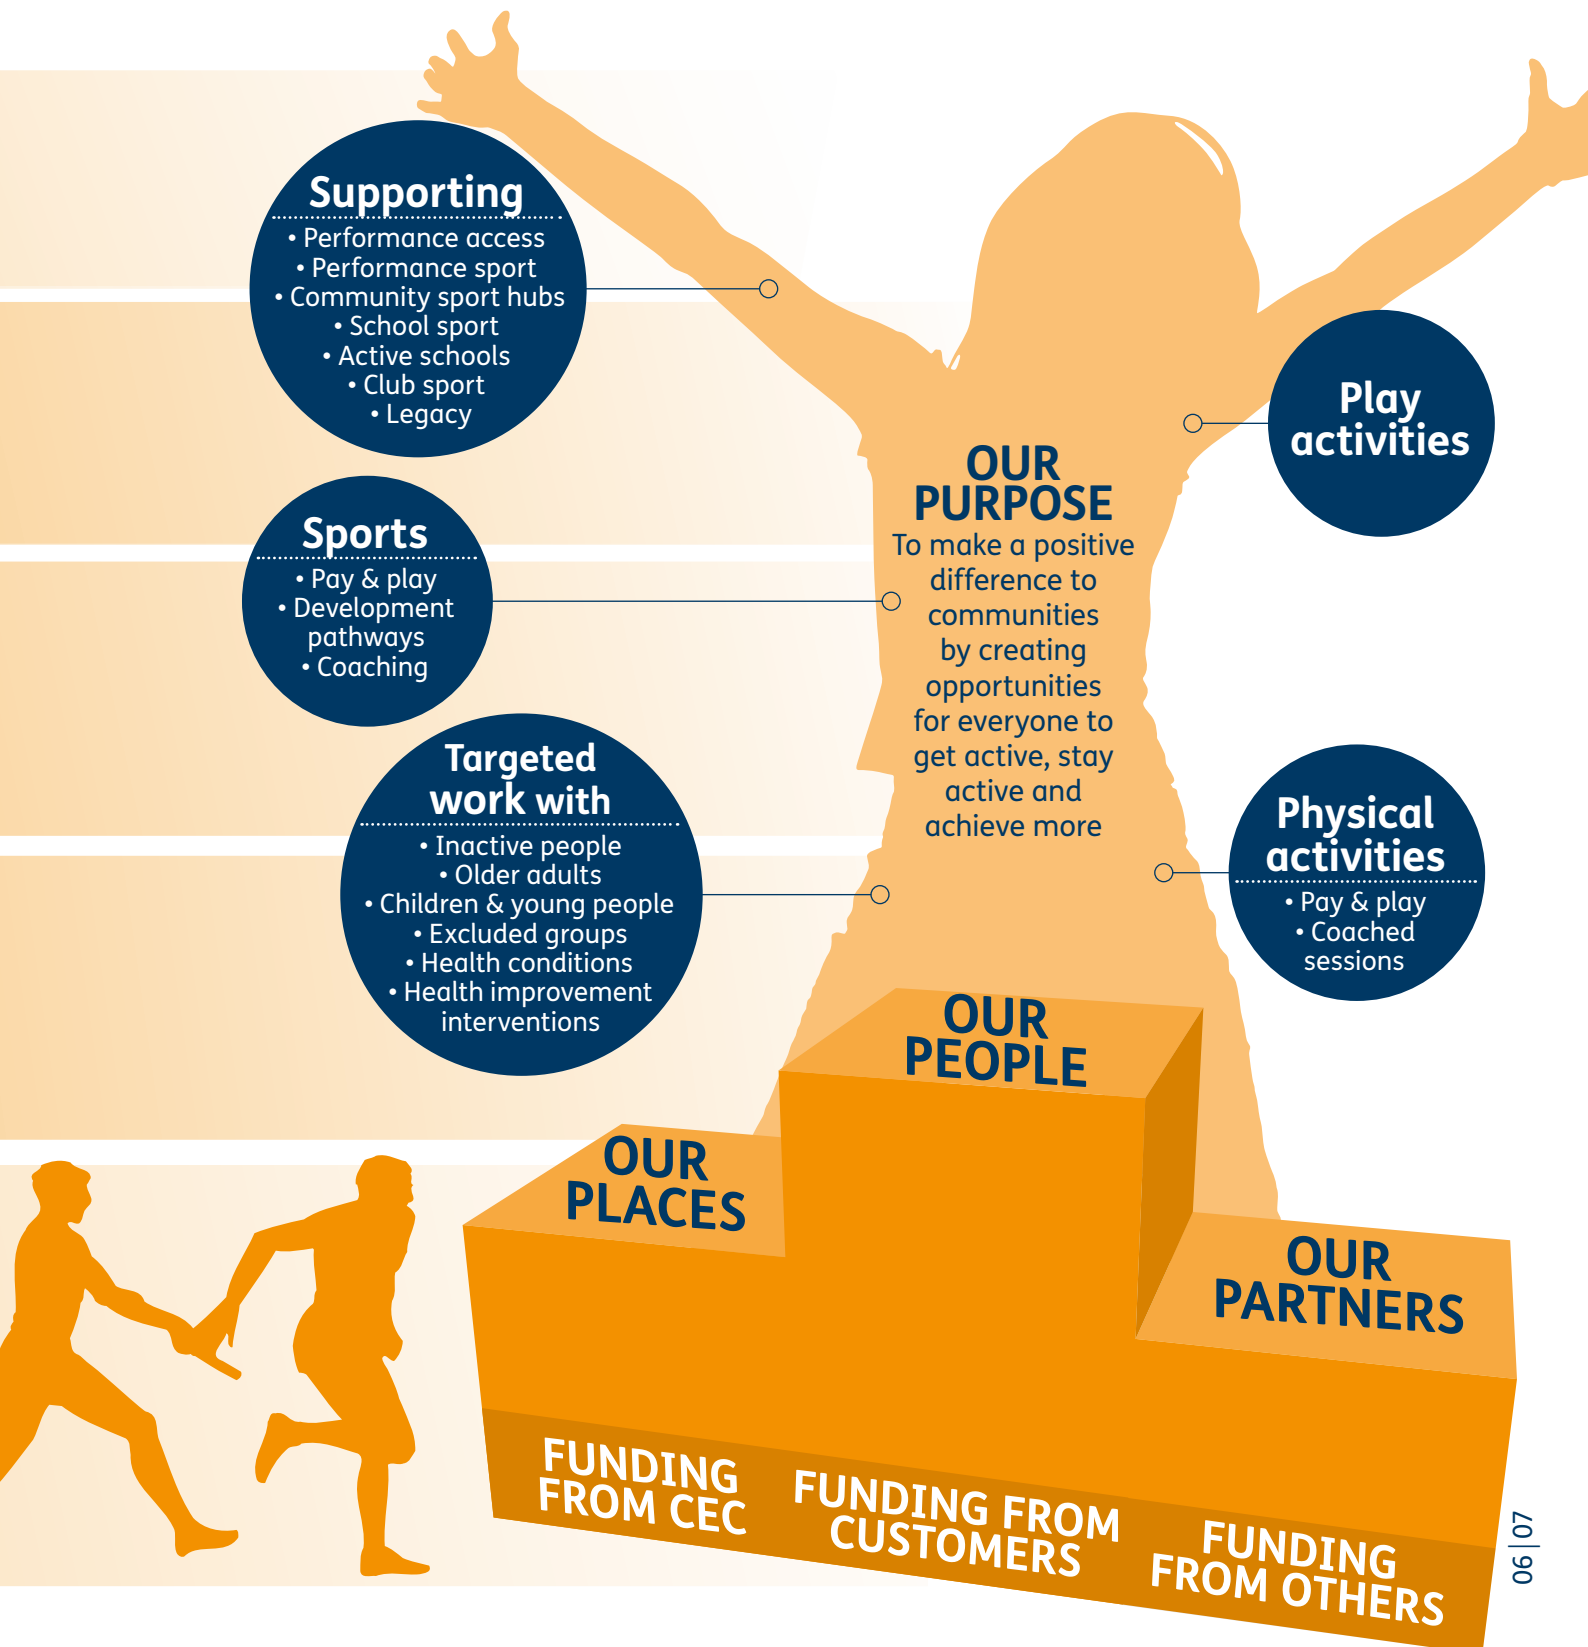 Supporting
• Performance access
• Performance sport
• Community sport hubs
• School sport
• Active schools
• Club sport
• Legacy
Play
activities
OUR
PURPOSE
To make a positive
difference to
communities
by creating
opportunities
for everyone to
get active, stay
active and
achieve more
Sports
• Pay & play
• Development
pathways
• Coaching
Targeted
work with
• Inactive people
• Older adults
• Children & young people
• Excluded groups
• Health conditions
• Health improvement
interventions
Physical
activities
• Pay & play
• Coached
sessions
OUR
PEOPLE
OUR
PLACES
OUR
PARTNERS
FUNDING
FROM CEC
FUNDING FROM
CUSTOMERS
FUNDING
FROM OTHERS
06 | 07